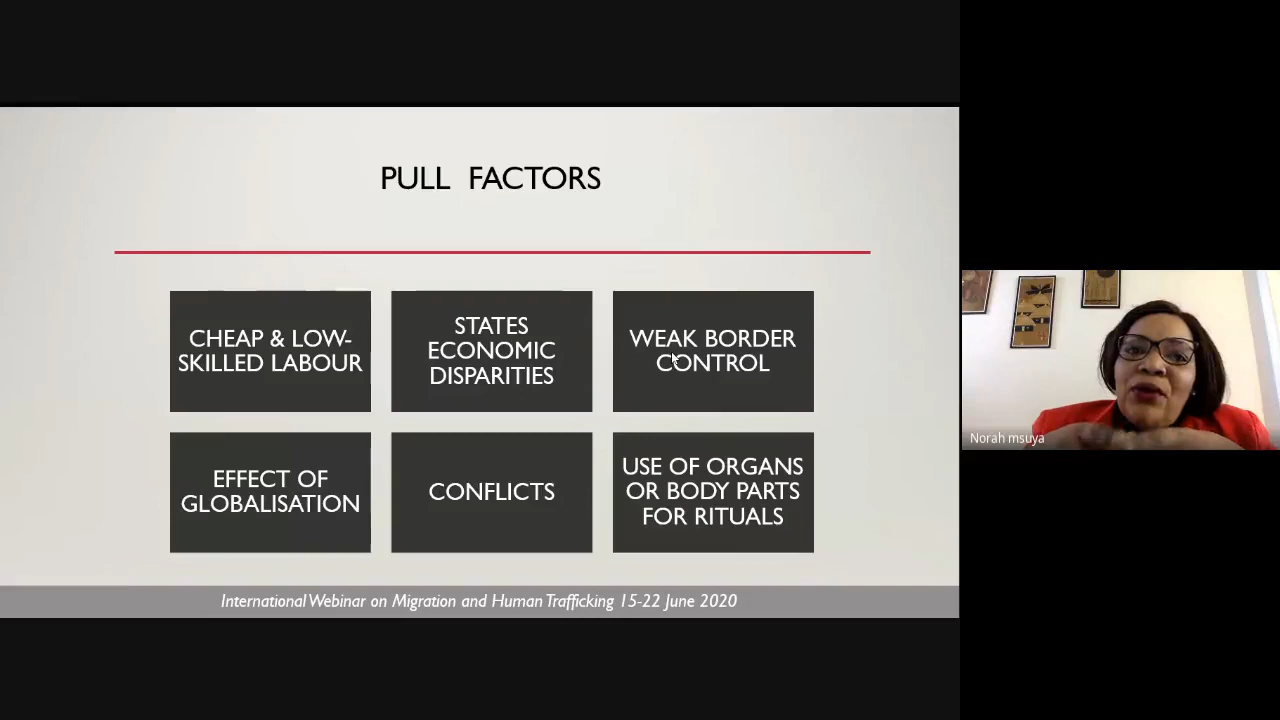 PULL FACTORS
CHEAP & LOW-
SKILLED LABOUR
STATES
ECONOMIC
DISPARITIES
WEAK BORDER
CONTROL
EFFECT OF
GLOBALISATION
CONFLICTS
USE OF ORGANS
OR BODY PARTS
FOR RITUALS
International Webinar on Migration and Human Trafficking 15-22 June 2020
Norah msuya